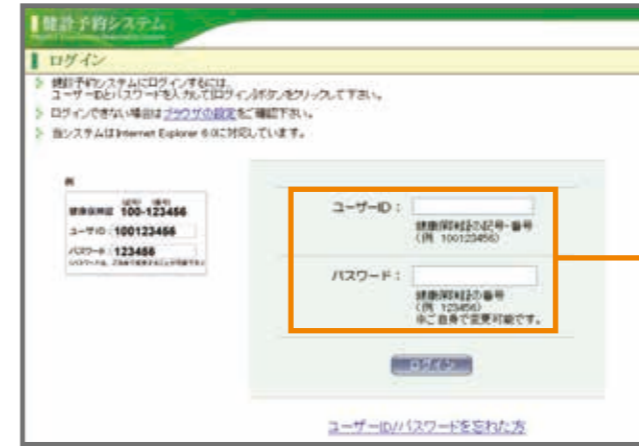 健診予約システム
ログイン
健診予約システムにログインするには、
ユーザーIDとパスワードを入力して[ログイン]ボタンをクリックして下さい。
ログインできない場合はブラウザの設定をご確認下さい。
当システムはInternet Explorer 6.0に対応しています。
例
記号 番号
健康保険証 100-123456
ユーザID 100123456
パスワード 123456
ユーザーID：
健康保険証の記号・番号
（例 100123456）
パスワード：
健康保険証の番号
（例 123456）
※ご自身で変更可能です。
ログイン
ユーザーID/パスワードを忘れた方